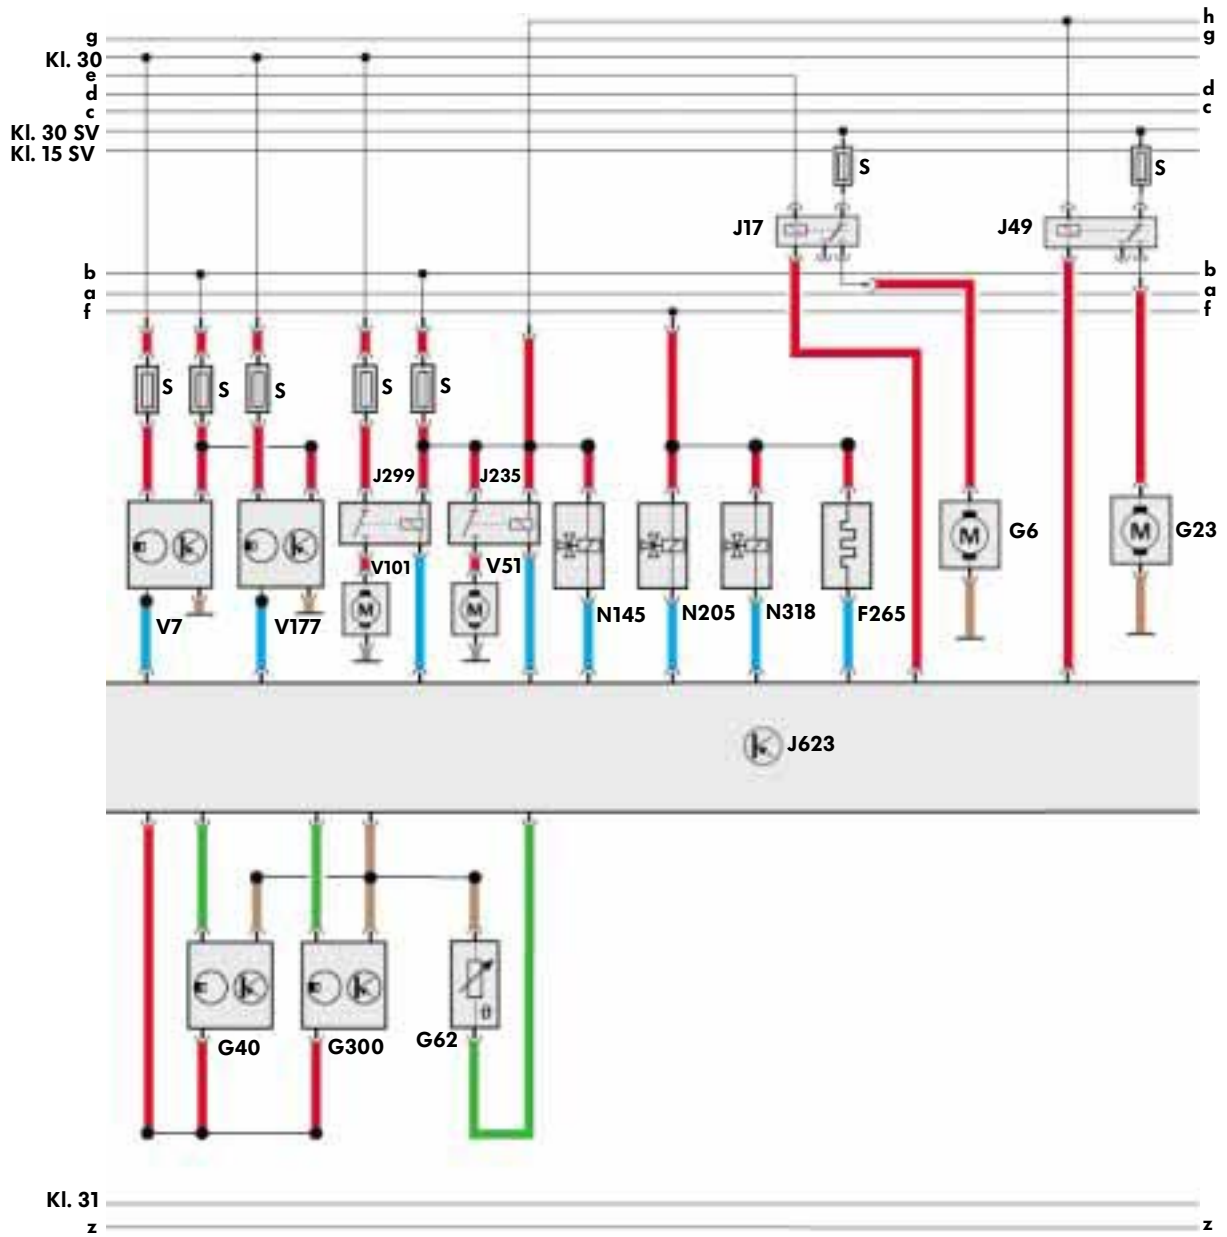 h
g g
Kl. 30
e
d d
c c
Kl. 30 SV
Kl. 15 SV
S S
J17 J49
b b
a a
f f
S S S S S
J299 J235
V101 V51
M M
M G6
M G23
V7 V177 N145 N205 N318 F265
J623
θ
G40 G300 G62
Kl. 31
z z